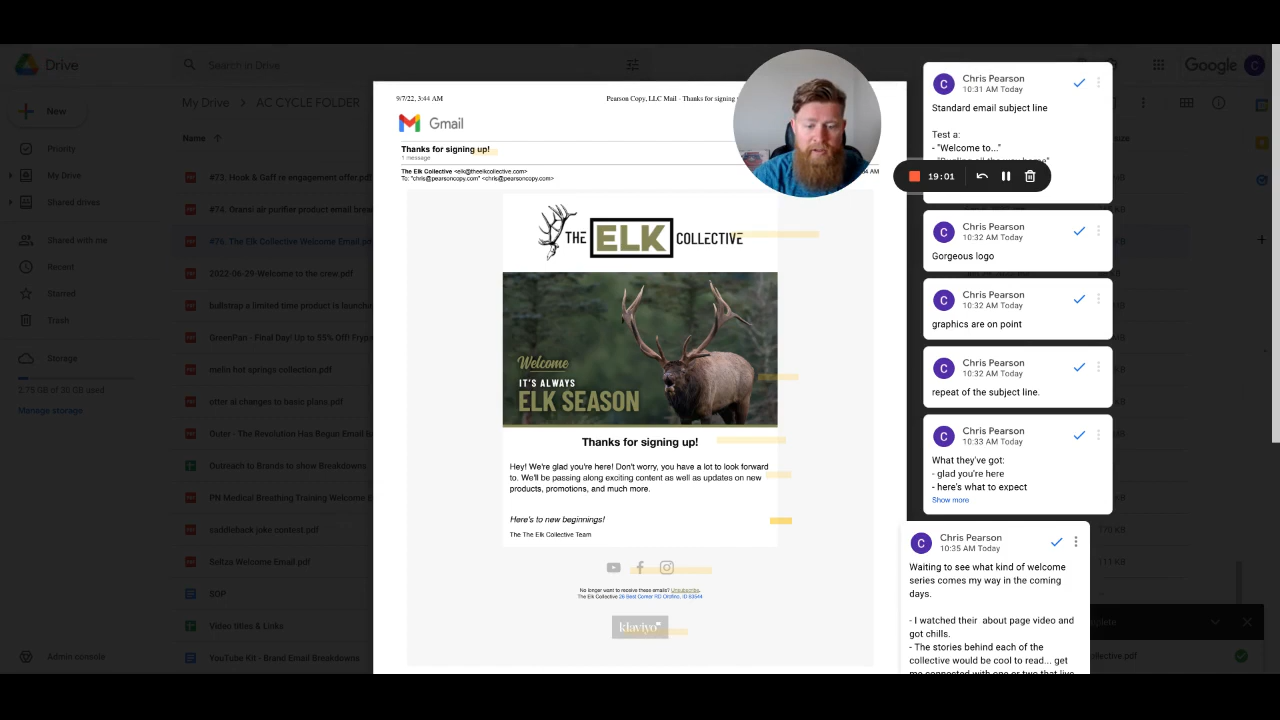 Drive
Search in Drive
Google
C
New
My Drive
AC CYCLE FOLDER
Name
Priority
My Drive
Shared drives
Shared with me
Recent
Starred
Trash
Storage
Manage storage
Admin console
#73. Hook & Gaff re engagement offer.pdf
#74. Oransi air purifier product email break
#76. The Elk Collective Welcome Email.pdf
2022-06-29-Welcome to the crew.pdf
GreenPan - Final Day! Up to 55% Off! Fryp
melin hot springs collection.pdf
otter ai changes to basic plans.pdf
Outer - The Revolution Has Begun Email B
Outreach to Brands to show Breakdowns
PN Medical Breathing Training Welcome E
saddleback joke contest.pdf
Seltza Welcome Email.pdf
SOP
Video titles & Links
YouTube Kit - Brand Email Breakdowns
9/7/22, 3:44 AM
Pearson Copy, LLC Mail - Thanks for signing
Gmail
Thanks for signing up!
1 message
The Elk Collective <elk@theelkcollective.com>
To: "chris@pearsoncopy.com" <chris@pearsoncopy.com>
THE ELK COLLECTIVE
Welcome
IT'S ALWAYS
ELK SEASON
Thanks for signing up!
Hey! We're glad you're here! Don't worry, you have a lot to look forward
to. We'll be passing along exciting content as well as updates on new
products, promotions, and much more.
Here's to new beginnings!
The The Elk Collective Team
No longer want to receive these emails? Unsubscribe.
klaviyo
19:01
C
Chris Pearson
10:31 AM Today
Standard email subject line
Test a:
- "Welcome to..."
C
Chris Pearson
10:32 AM Today
Gorgeous logo
C
Chris Pearson
10:32 AM Today
graphics are on point
C
Chris Pearson
10:32 AM Today
repeat of the subject line.
C
Chris Pearson
10:33 AM Today
What they've got:
- glad you're here
- here's what to expect
Show more
C
Chris Pearson
10:35 AM Today
Waiting to see what kind of welcome
series comes my way in the coming
days.
- I watched their about page video and
got chills.
- The stories behind each of the
collective would be cool to read... get
me connected with one or two that live